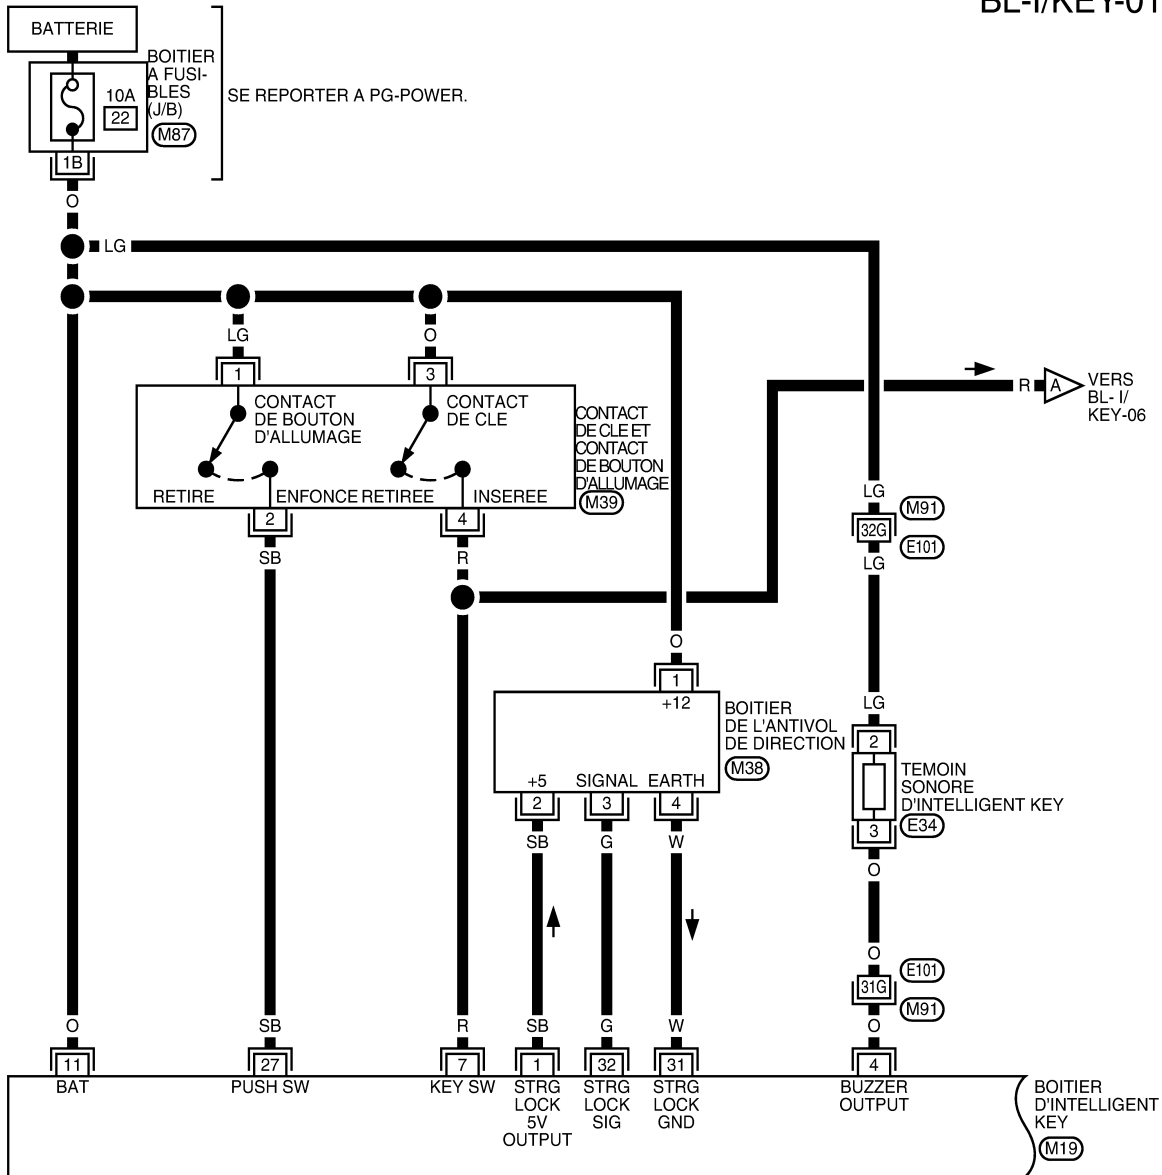 BL-I/KEY-01
BATTERIE
BOITIER
A FUSI-
BLES
(J/B)
10A
22
M87
SE REPORTER A PG-POWER.
1B
O
LG
LG
O
1
3
CONTACT
DE BOUTON
D'ALLUMAGE
CONTACT
DE CLE
RETIRE
ENFONCE
RETIREE
INSEREE
CONTACT
DE CLE ET
CONTACT
DE BOUTON
D'ALLUMAGE
M39
2
4
SB
R
R
A
VERS
BL- I/
KEY-06
LG
M91
32G
E101
LG
O
1
+12
BOITIER
DE L'ANTIVOL
DE DIRECTION
M38
+5
SIGNAL
EARTH
2
3
4
SB
G
W
LG
2
TEMOIN
SONORE
D'INTELLIGENT KEY
E34
3
O
O
E101
31G
M91
O
SB
R
SB
G
W
O
11
27
7
1
32
31
4
BAT
PUSH SW
KEY SW
STRG
LOCK
5V
OUTPUT
STRG
LOCK
SIG
STRG
LOCK
GND
BUZZER
OUTPUT
BOITIER
D'INTELLIGENT
KEY
M19